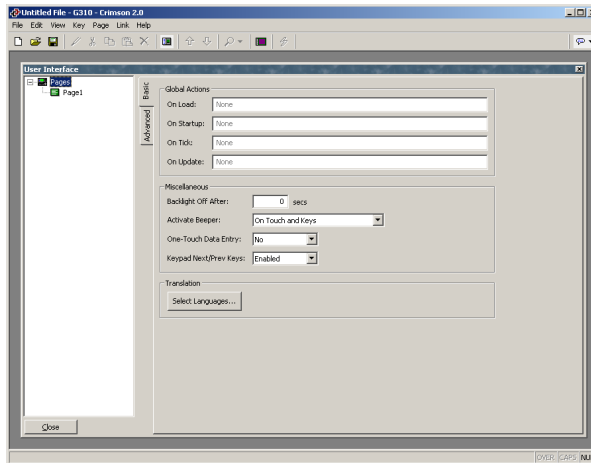 Untitled File - G310 - Crimson 2.0
File Edit View Key Page Link Help
User Interface
Pages
Page1
Basic
Advanced
Global Actions
On Load: None
On Startup: None
On Tick: None
On Update: None
Miscellaneous
Backlight Off After: 0 secs
Activate Beeper: On Touch and Keys
One-Touch Data Entry: No
Keypad Next/Prev Keys: Enabled
Translation
Select Languages...
Close
OVER CAPS NU